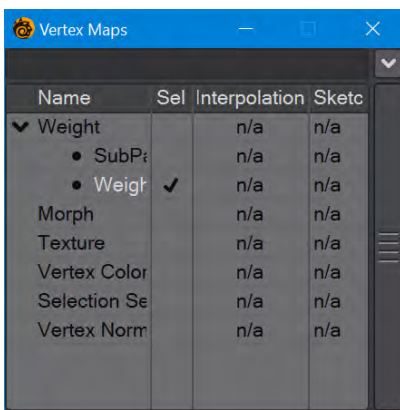 Vertex Maps
Name Sel Interpolation Sketc
Weight n/a n/a
SubPa
Weigh
Morph n/a n/a
Texture n/a n/a
Vertex Color n/a n/a
Selection Se n/a n/a
Vertex Norm n/a n/a